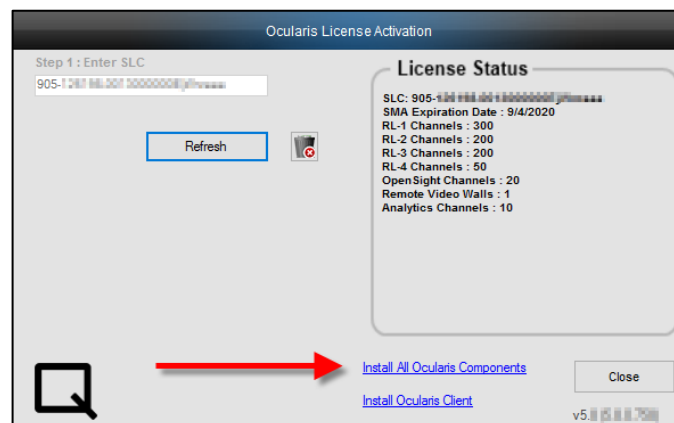 Ocularis License Activation
Step 1 : Enter SLC
905-
Refresh
License Status
SLC: 905-
SMA Expiration Date : 9/4/2020
RL-1 Channels : 300
RL-2 Channels : 200
RL-3 Channels : 200
RL-4 Channels : 50
OpenSight Channels : 20
Remote Video Walls : 1
Analytics Channels : 10
Install All Ocularis Components
Close
Install Ocularis Client
v5.